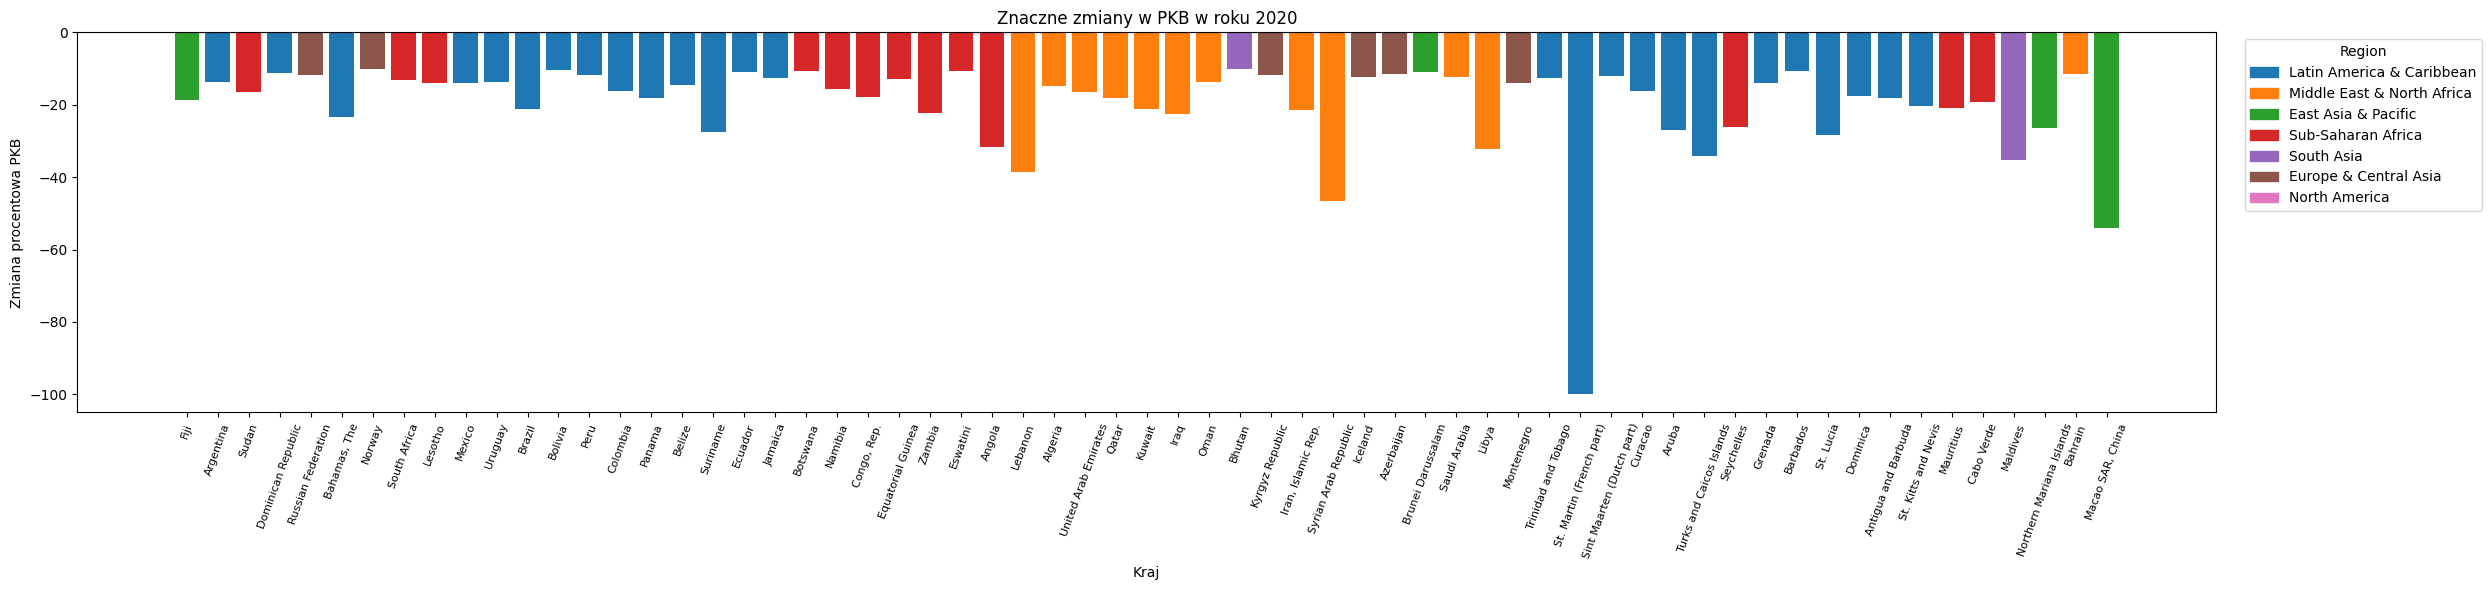 Znaczne zmiany w PKB w roku 2020
Zmiana procentowa PKB
0
−20
−40
−60
−80
−100
Fiji
Argentina
Sudan
Dominican Republic
Russian Federation
Bahamas, The
Norway
South Africa
Lesotho
Mexico
Uruguay
Brazil
Bolivia
Peru
Colombia
Panama
Belize
Suriname
Ecuador
Jamaica
Botswana
Namibia
Congo, Rep.
Equatorial Guinea
Zambia
Eswatini
Angola
Lebanon
Algeria
United Arab Emirates
Qatar
Kuwait
Iraq
Oman
Bhutan
Kyrgyz Republic
Iran, Islamic Rep.
Syrian Arab Republic
Iceland
Azerbaijan
Brunei Darussalam
Saudi Arabia
Libya
Montenegro
Trinidad and Tobago
St. Martin (French part)
Sint Maarten (Dutch part)
Curacao
Aruba
Turks and Caicos Islands
Seychelles
Grenada
Barbados
St. Lucia
Dominica
Antigua and Barbuda
St. Kitts and Nevis
Mauritius
Cabo Verde
Maldives
Northern Mariana Islands
Bahrain
Macao SAR, China
Kraj
Region
Latin America & Caribbean
Middle East & North Africa
East Asia & Pacific
Sub-Saharan Africa
South Asia
Europe & Central Asia
North America